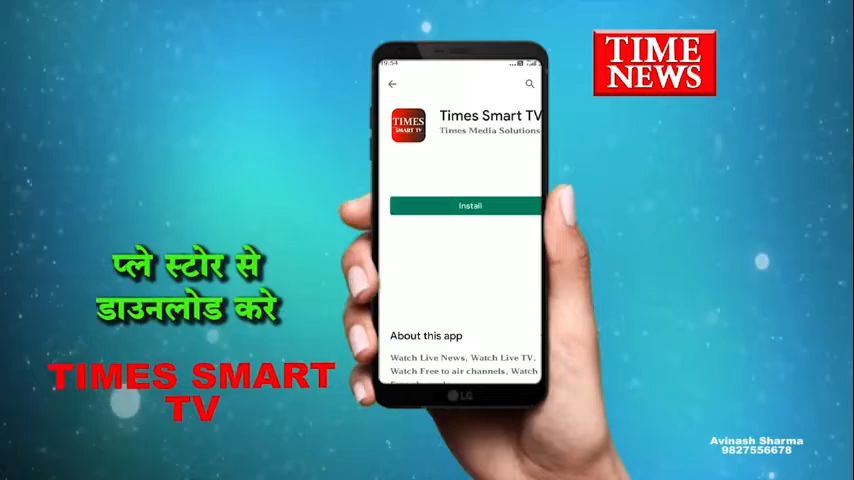 TIME
NEWS
19:54
Times Smart TV
TIMES
SMART TV
Times Media Solutions
Install
प्ले स्टोर से
डाउनलोड करे
TIMES SMART
TV
About this app
Watch Live News, Watch Live TV,
Watch Free to air channels, Watch
LG
Avinash Sharma
9827556678